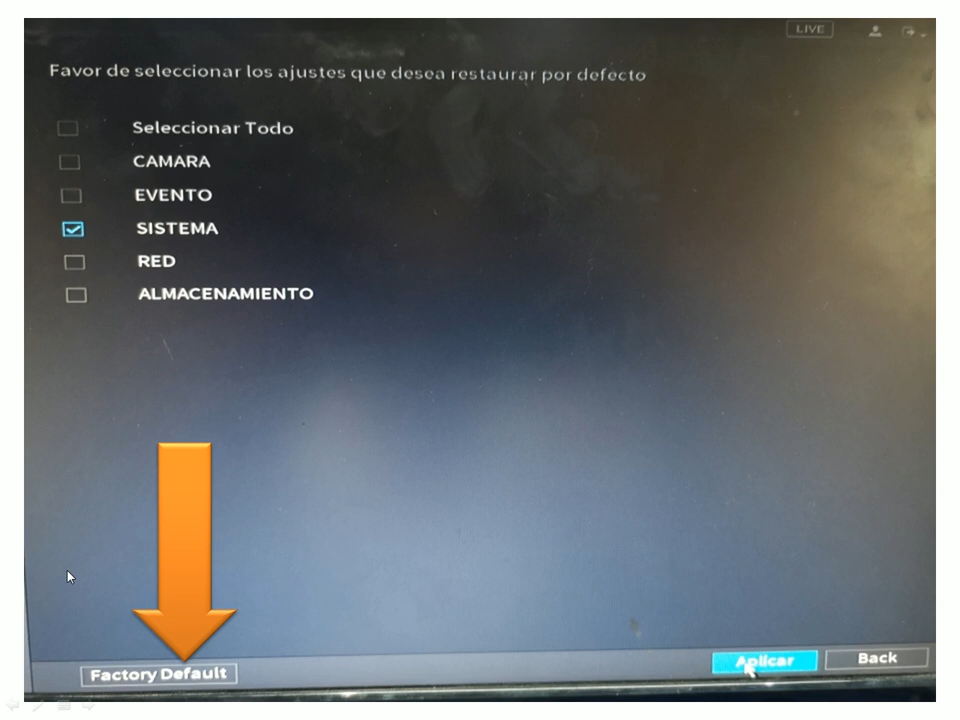 LIVE
Favor de seleccionar los ajustes que desea restaurar por defecto
Seleccionar Todo
CAMARA
EVENTO
SISTEMA
RED
ALMACENAMIENTO
Factory Default
Aplicar
Back